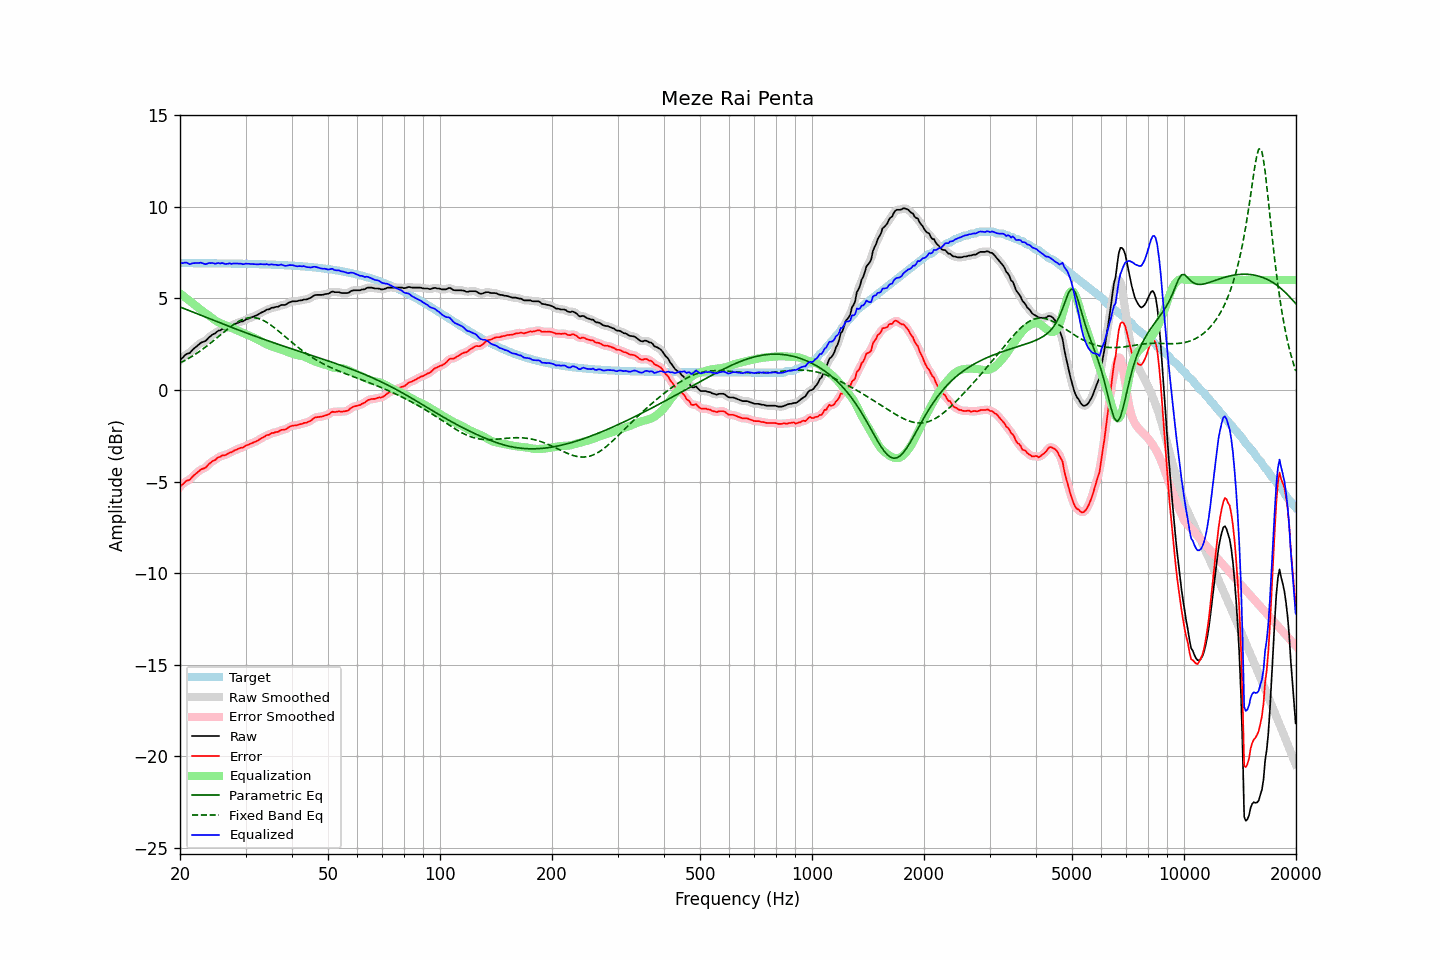 Meze Rai Penta
Amplitude (dBr)
15
10
5
0
−5
−10
−15
−20
−25
Target
Raw Smoothed
Error Smoothed
Raw
Error
Equalization
Parametric Eq
Fixed Band Eq
Equalized
20 50 100 200 500 1000 2000 5000 10000 20000
Frequency (Hz)